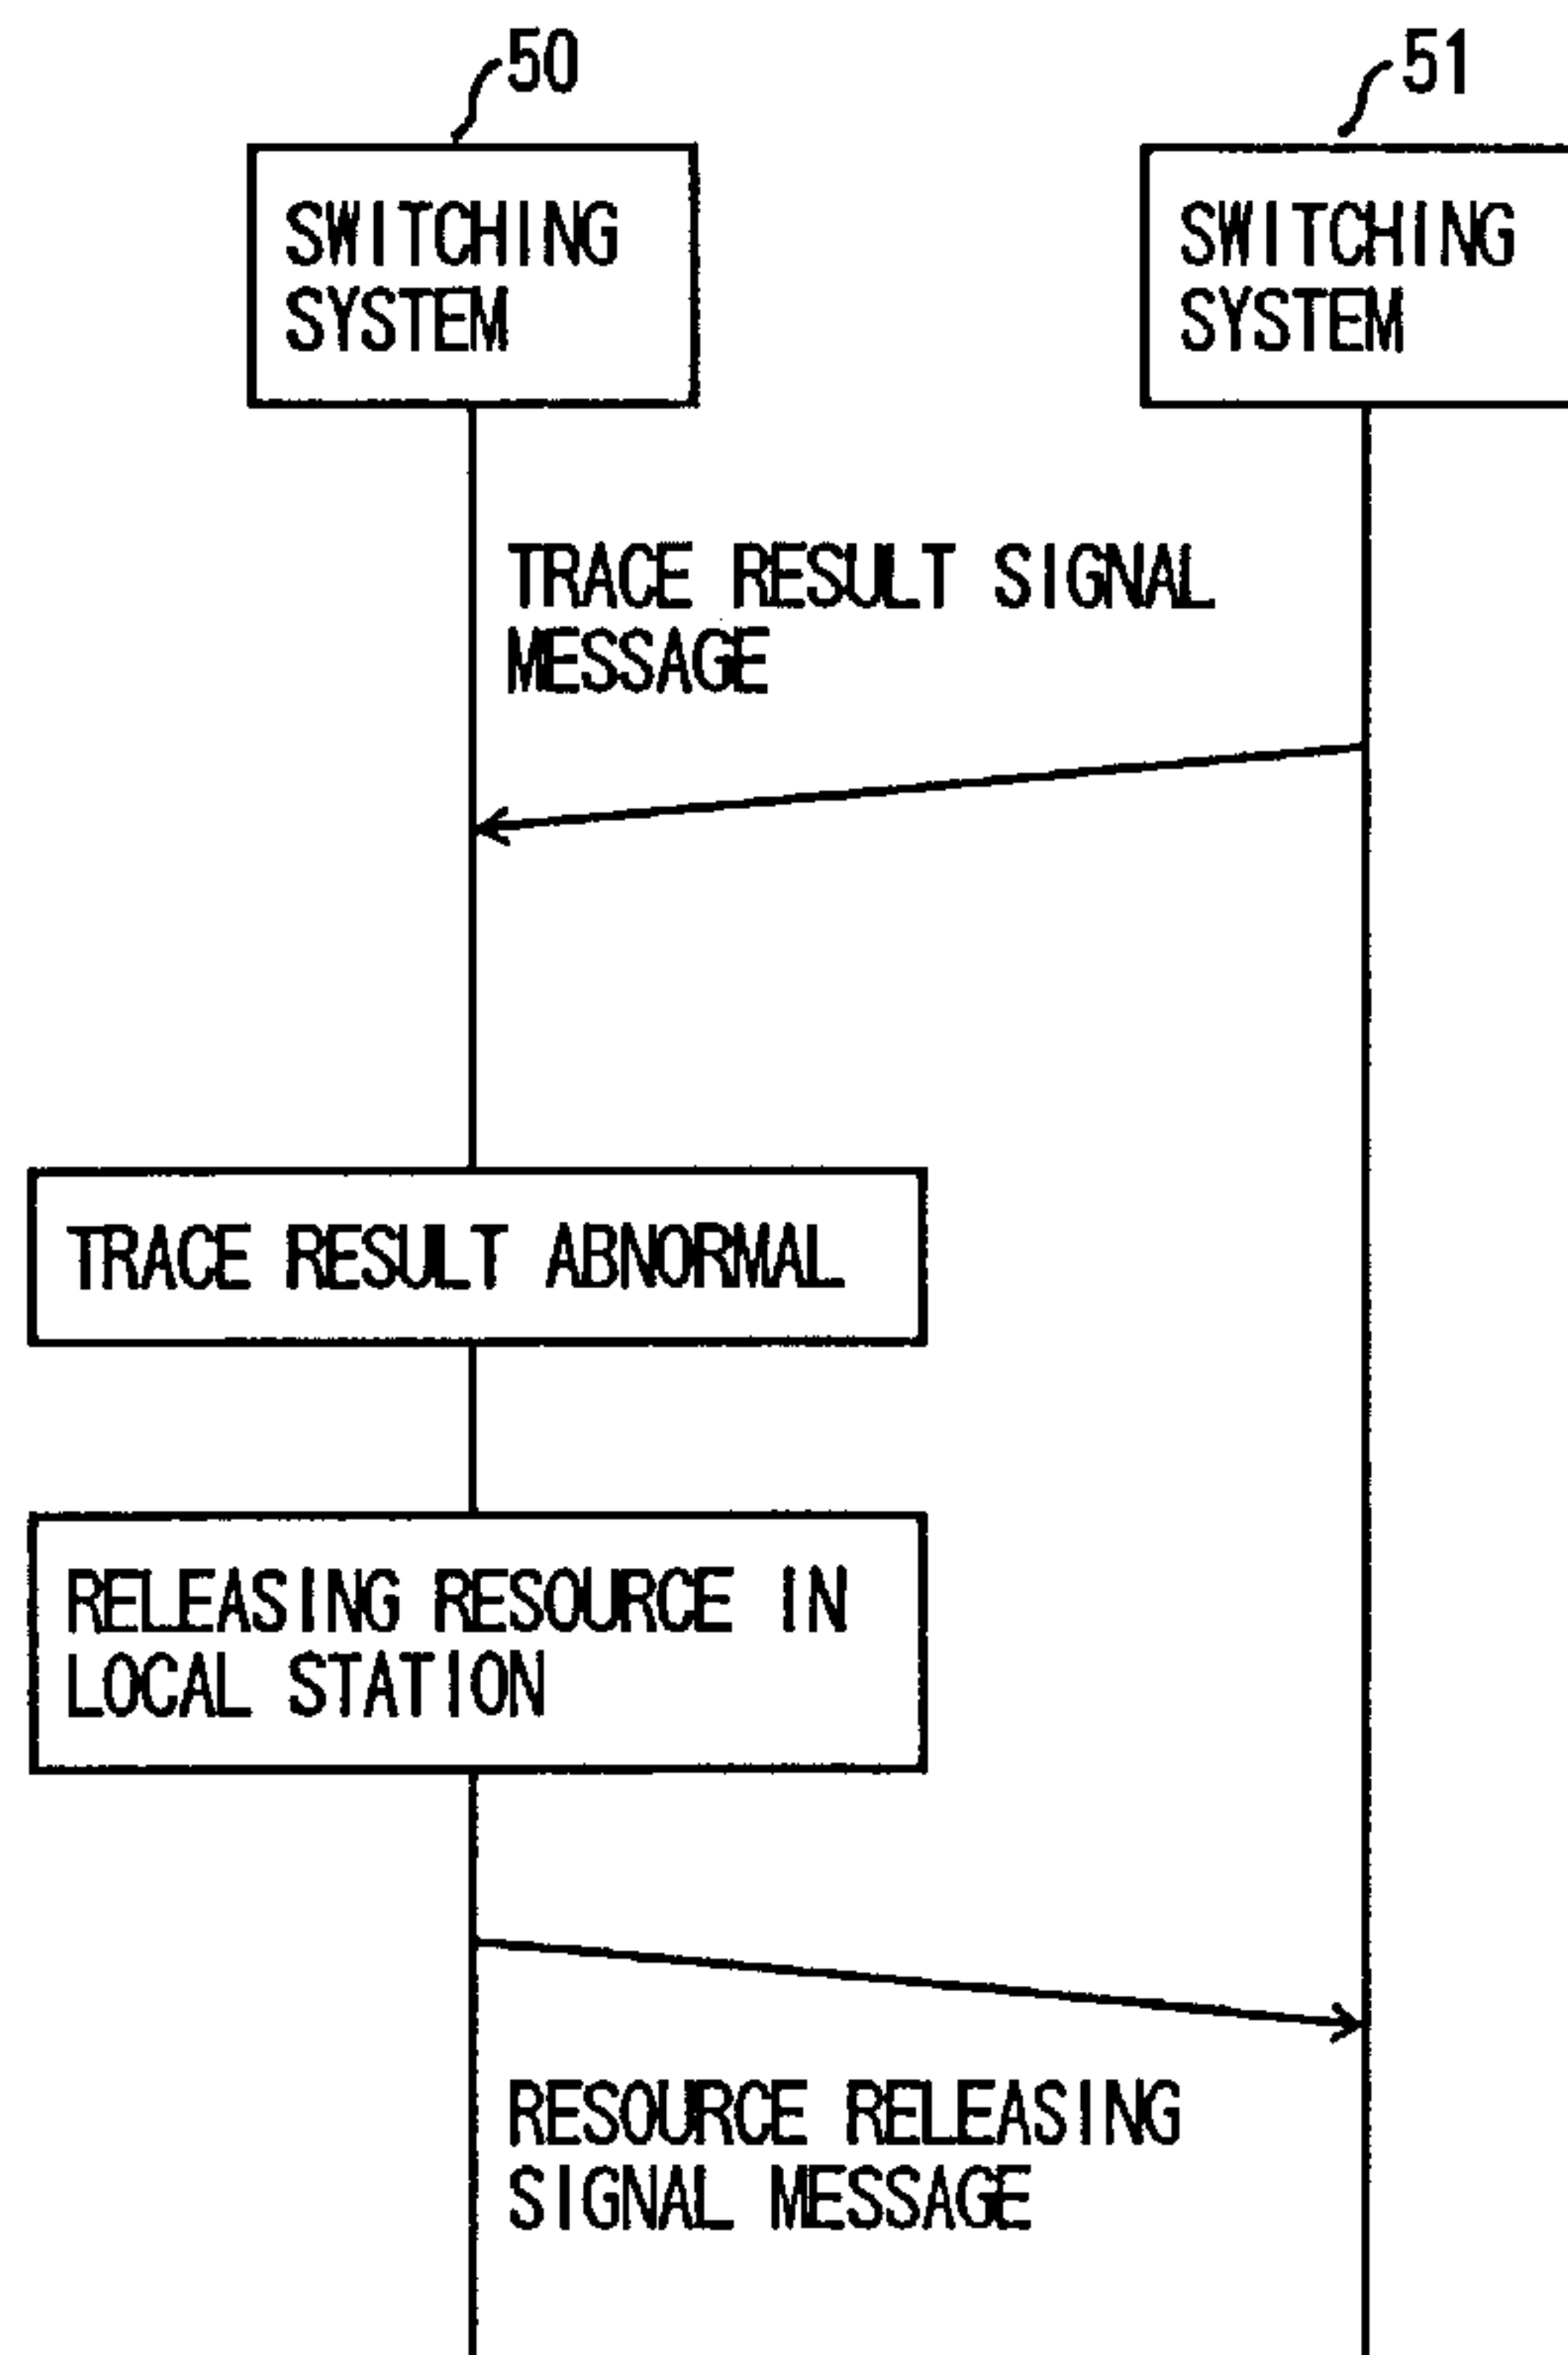 50
51
SWITCHING
SYSTEM
SWITCHING
SYSTEM
TRACE RESULT SIGNAL
MESSAGE
TRACE RESULT ABNORMAL
RELEASING RESOURCE IN
LOCAL STATION
RESOURCE RELEASING
SIGNAL MESSAGE